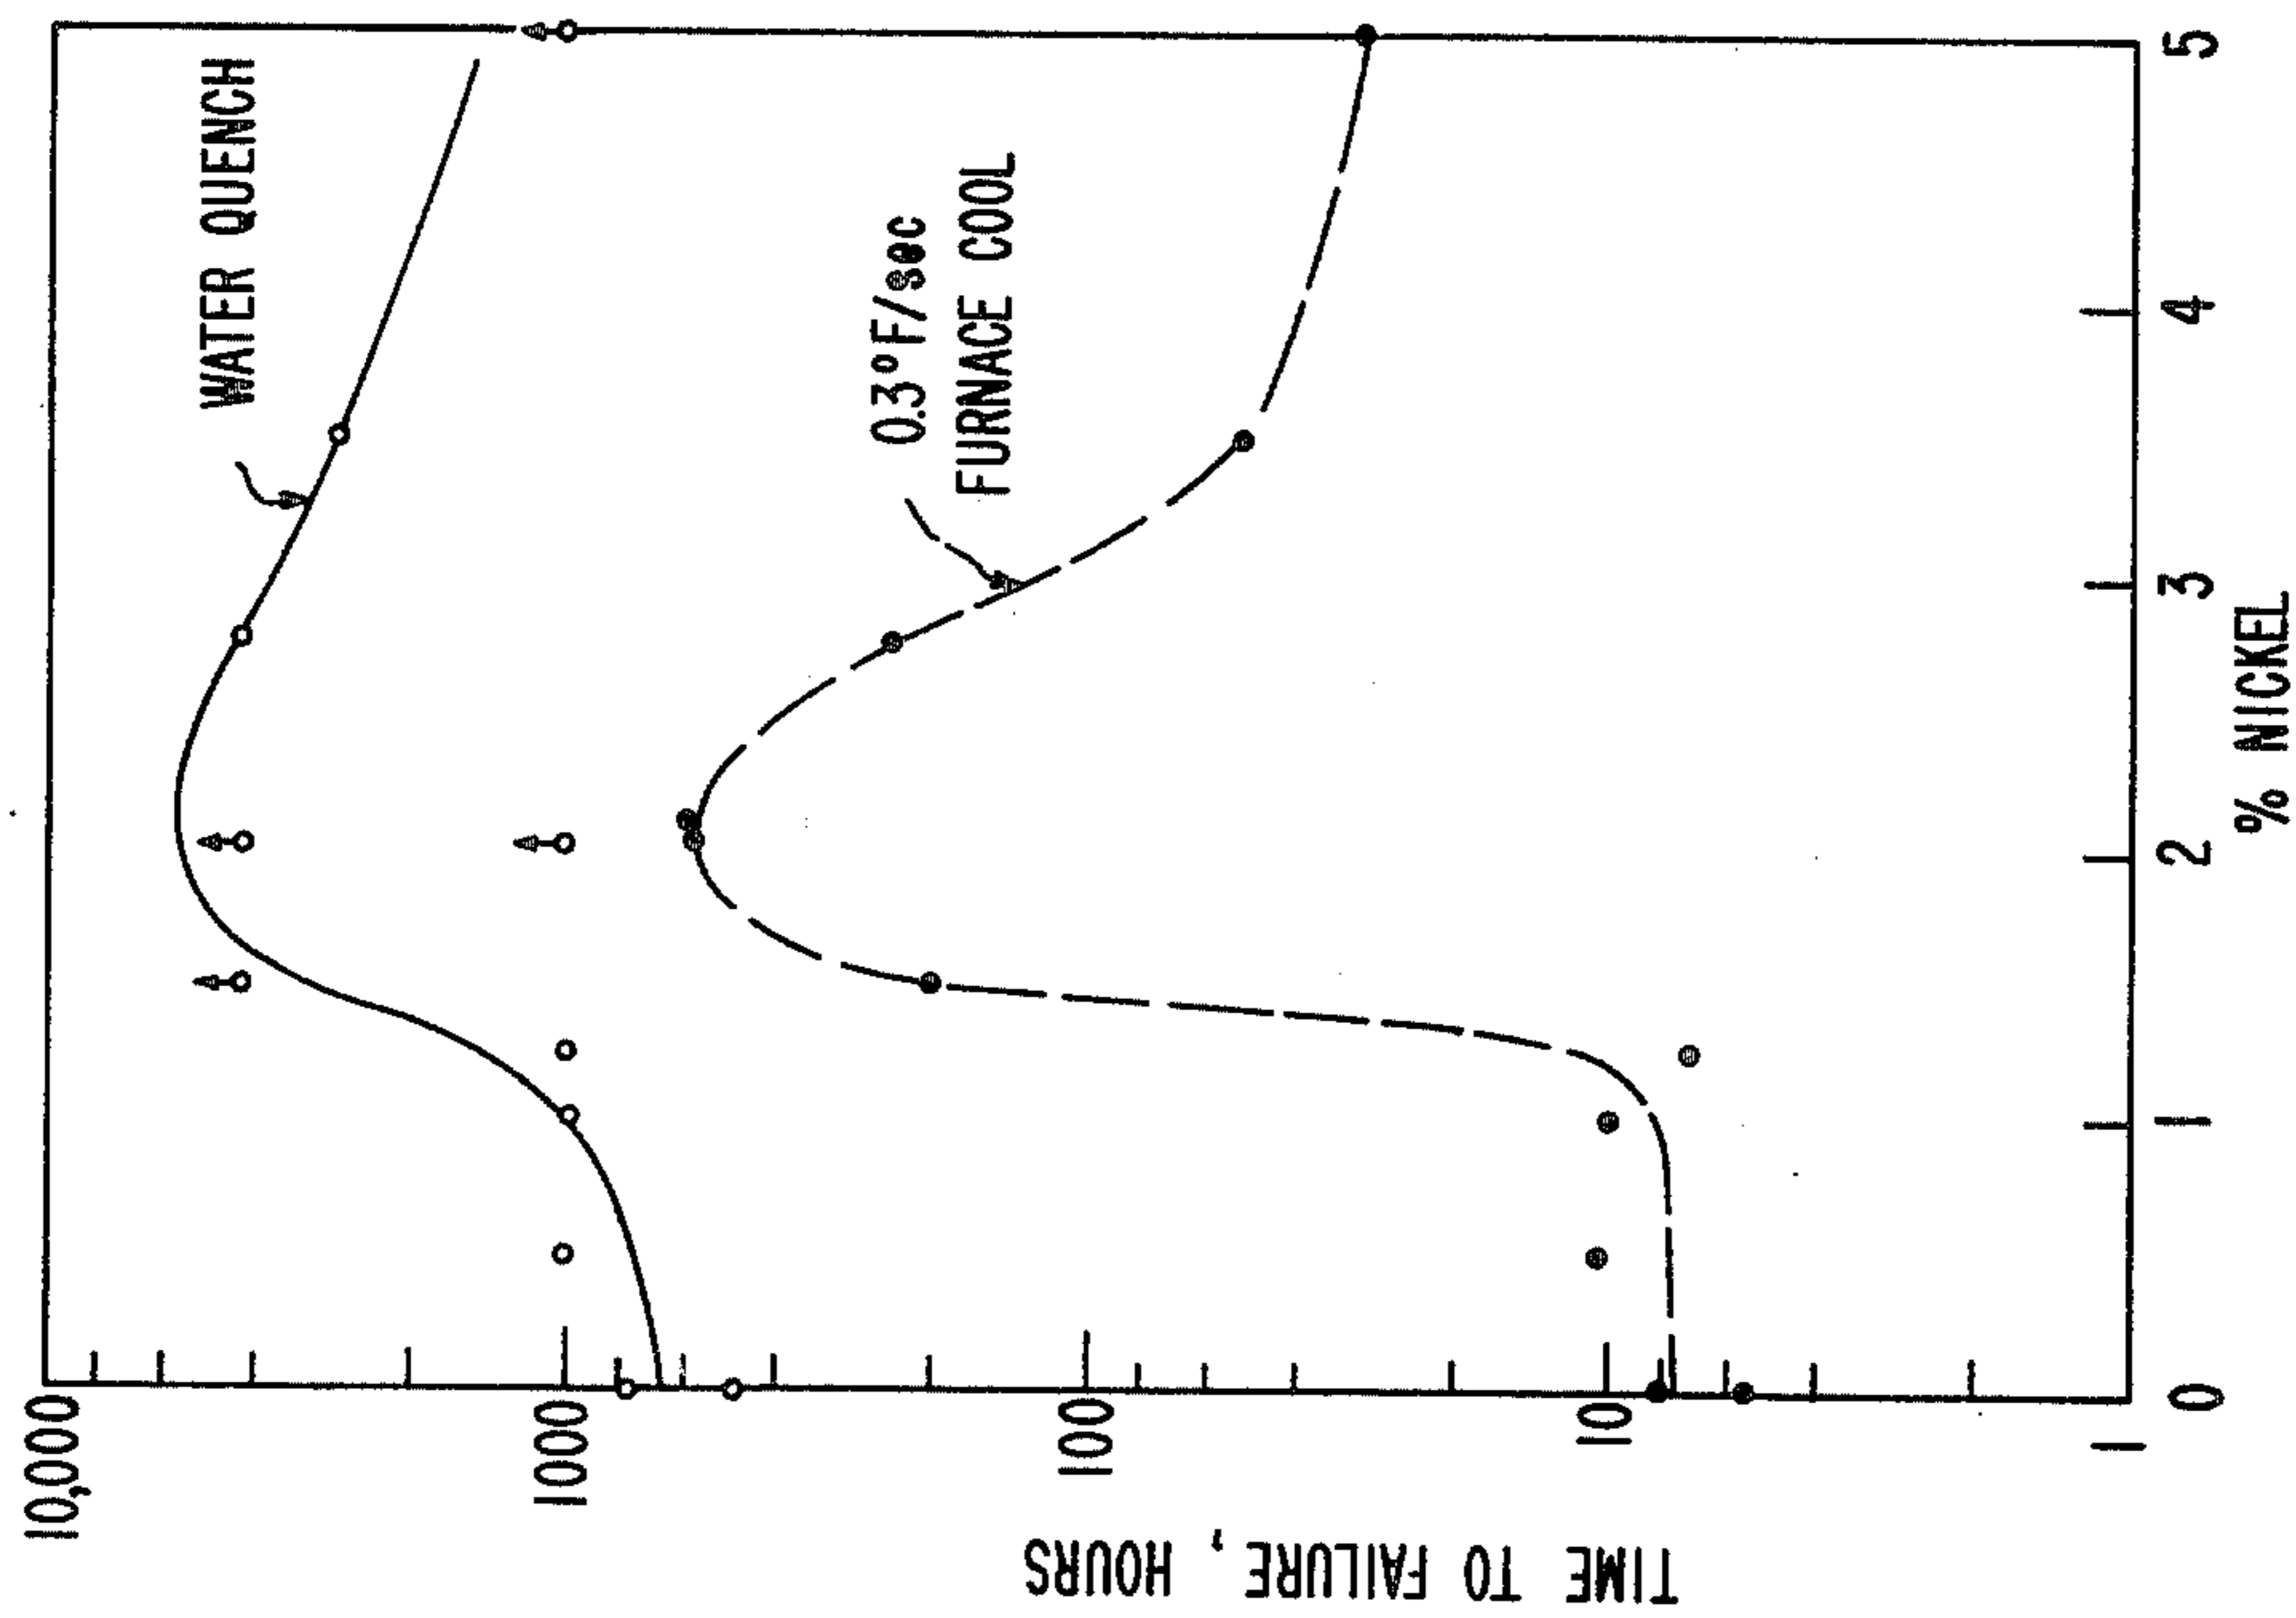 10,000
1000
100
10
1
TIME TO FAILURE, HOURS
WATER QUENCH
0.3°F/sec
FURNACE COOL
0
1
2
3
4
5
% NICKEL